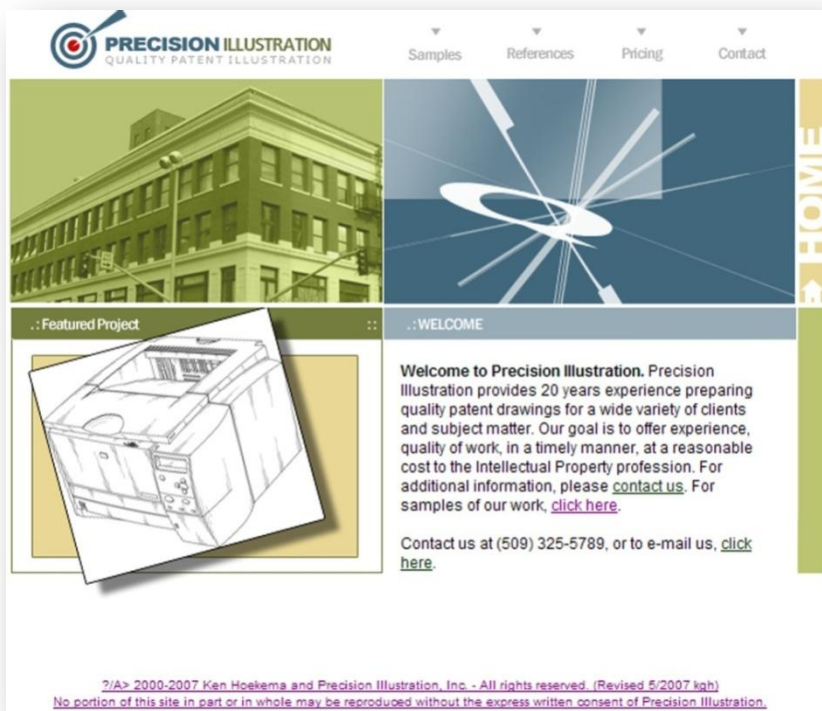 PRECISION ILLUSTRATION
QUALITY PATENT ILLUSTRATION
Samples References Pricing Contact
HOME
.: Featured Project ::
.: WELCOME
Welcome to Precision Illustration. Precision
Illustration provides 20 years experience preparing
quality patent drawings for a wide variety of clients
and subject matter. Our goal is to offer experience,
quality of work, in a timely manner, at a reasonable
cost to the Intellectual Property profession. For
additional information, please contact us. For
samples of our work, click here.
Contact us at (509) 325-5789, or to e-mail us, click
here.
?/A> 2000-2007 Ken Hoekema and Precision Illustration, Inc. - All rights reserved. (Revised 5/2007 kgh)
No portion of this site in part or in whole may be reproduced without the express written consent of Precision Illustration.